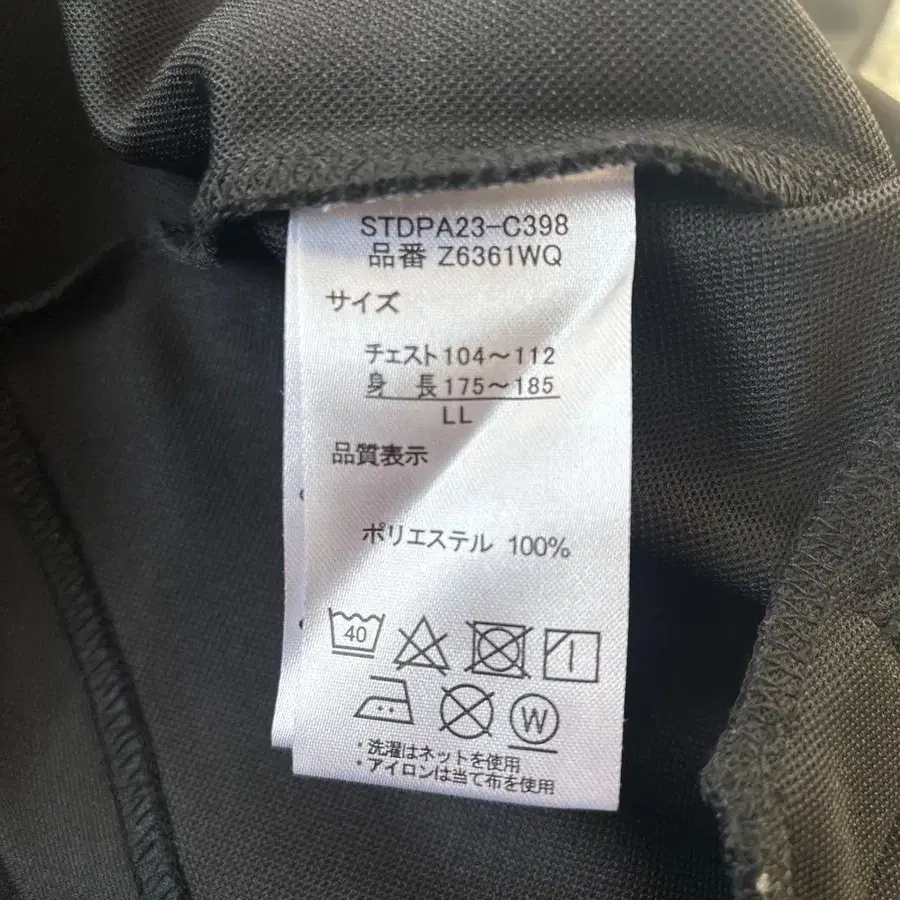 STDPA23-C398
品番 Z6361WQ
サイズ
チェスト104～112
身 長175～185
LL
品質表示
ポリエステル 100%
40
W
・洗濯はネットを使用
・アイロンは当て布を使用